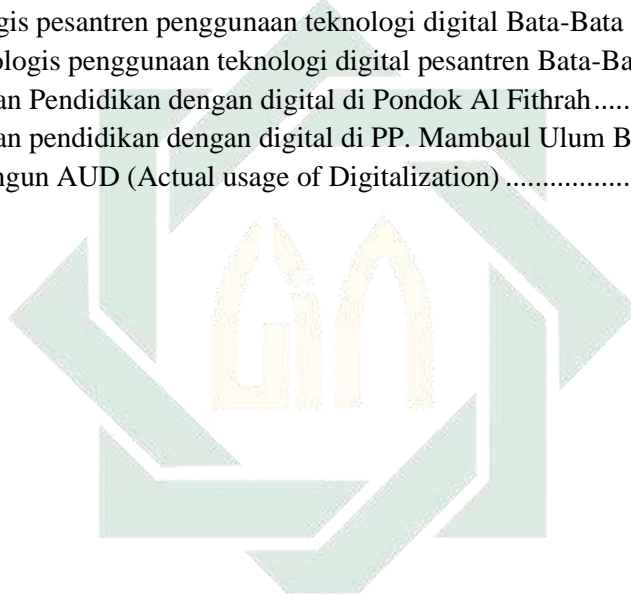 gis pesantren penggunaan teknologi digital Bata-Bata
ologis penggunaan teknologi digital pesantren Bata-Ba
an Pendidikan dengan digital di Pondok Al Fithrah.....
an pendidikan dengan digital di PP. Mambaul Ulum B
ngun AUD (Actual usage of Digitalization) ..................